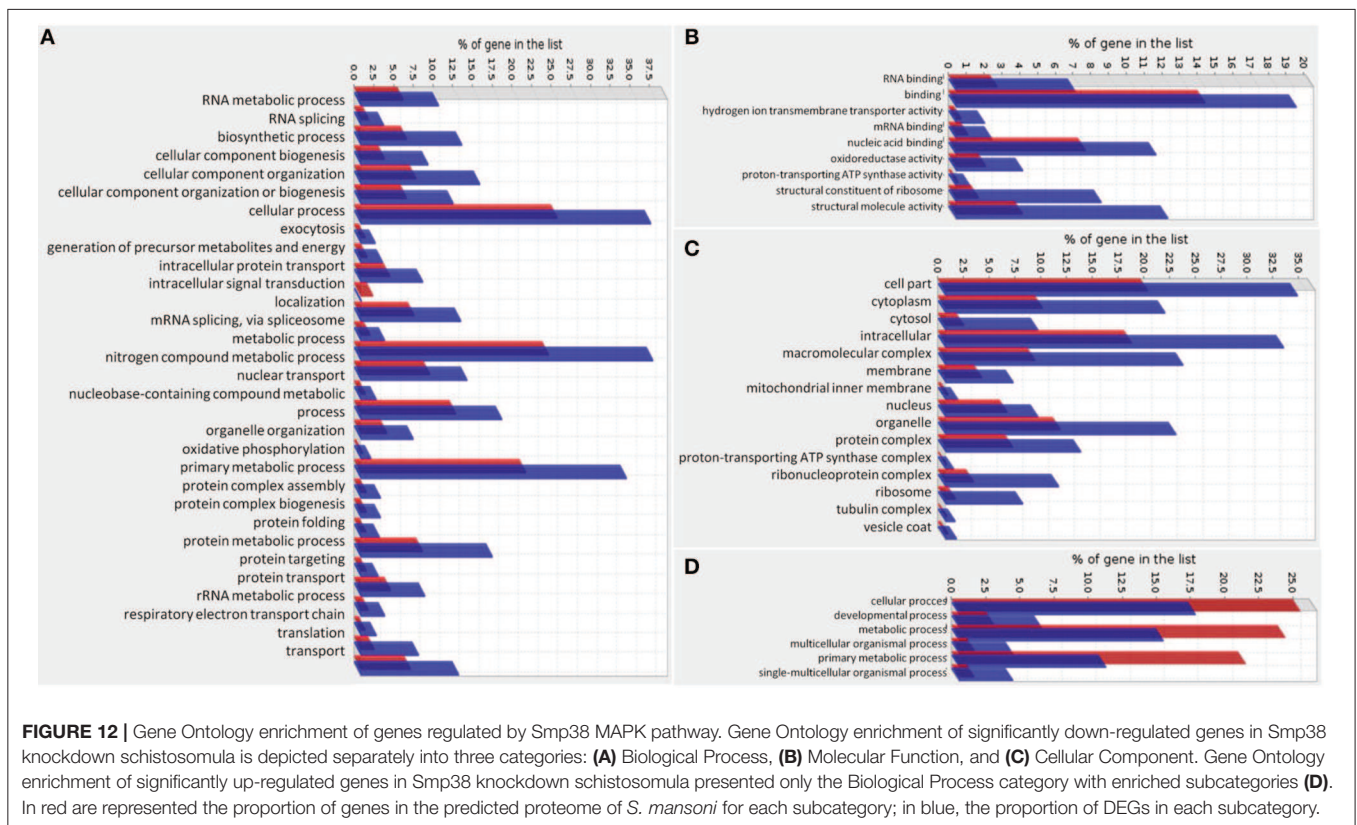 A
% of gene in the list
0.0 2.5 5.0 7.5 10.0 12.5 15.0 17.5 20.0 22.5 25.0 27.5 30.0 32.5 35.0 37.5
RNA metabolic process
RNA splicing
biosynthetic process
cellular component biogenesis
cellular component organization
cellular component organization or biogenesis
cellular process
exocytosis
generation of precursor metabolites and energy
intracellular protein transport
intracellular signal transduction
localization
mRNA splicing, via spliceosome
metabolic process
nitrogen compound metabolic process
nuclear transport
nucleobase-containing compound metabolic
process
organelle organization
oxidative phosphorylation
primary metabolic process
protein complex assembly
protein complex biogenesis
protein folding
protein metabolic process
protein targeting
protein transport
rRNA metabolic process
respiratory electron transport chain
translation
transport
B
% of gene in the list
0 1 2 3 4 5 6 7 8 9 10 11 12 13 14 15 16 17 18 19 20
RNA binding
binding
hydrogen ion transmembrane transporter activity
mRNA binding
nucleic acid binding
oxidoreductase activity
proton-transporting ATP synthase activity
structural constituent of ribosome
structural molecule activity
C
% of gene in the list
0.0 2.5 5.0 7.5 10.0 12.5 15.0 17.5 20.0 22.5 25.0 27.5 30.0 32.5 35.0
cell part
cytoplasm
cytosol
intracellular
macromolecular complex
membrane
mitochondrial inner membrane
nucleus
organelle
protein complex
proton-transporting ATP synthase complex
ribonucleoprotein complex
ribosome
tubulin complex
vesicle coat
D
% of gene in the list
0.0 2.5 5.0 7.5 10.0 12.5 15.0 17.5 20.0 22.5 25.0
cellular procces
developmental process
metabolic process
multicellular organismal process
primary metabolic process
single-multicellular organismal process
FIGURE 12 | Gene Ontology enrichment of genes regulated by Smp38 MAPK pathway. Gene Ontology enrichment of significantly down-regulated genes in Smp38
knockdown schistosomula is depicted separately into three categories: (A) Biological Process, (B) Molecular Function, and (C) Cellular Component. Gene Ontology
enrichment of significantly up-regulated genes in Smp38 knockdown schistosomula presented only the Biological Process category with enriched subcategories (D).
In red are represented the proportion of genes in the predicted proteome of S. mansoni for each subcategory; in blue, the proportion of DEGs in each subcategory.